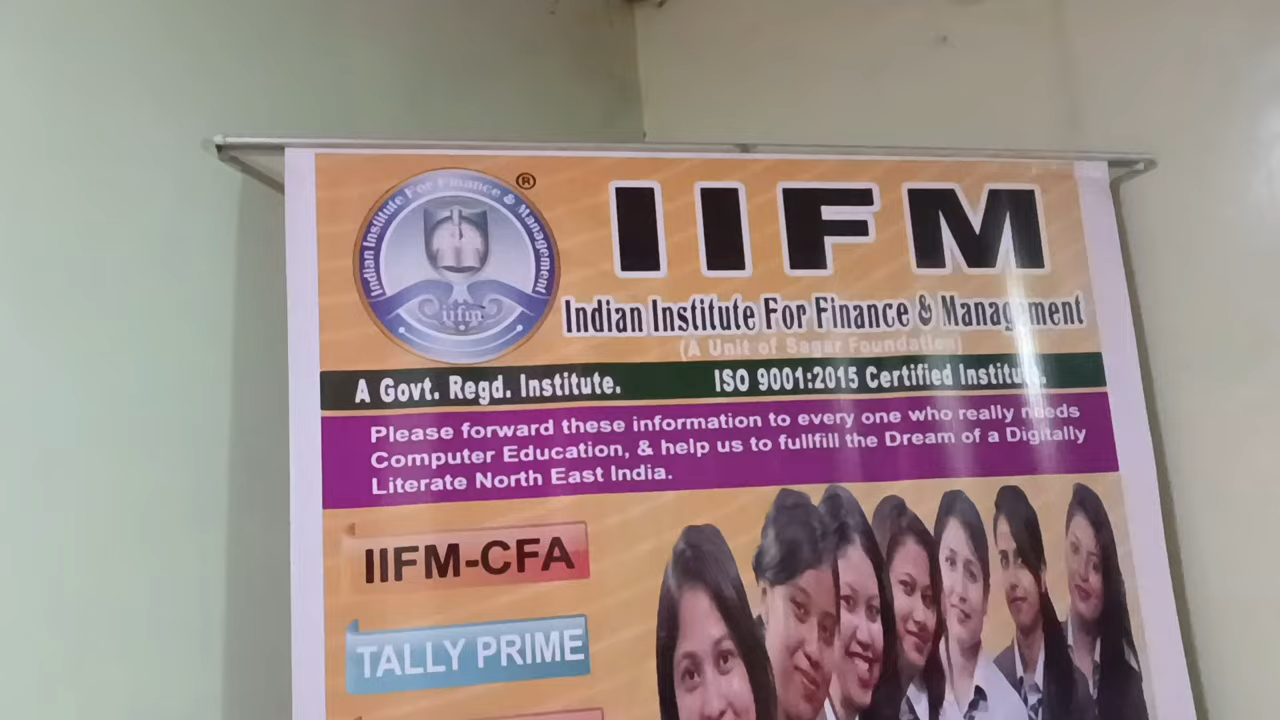 Indian Institute For Finance & Management
iifm
®
IIFM
Indian Institute For Finance & Management
(A Unit of Sagar Foundation)
A Govt. Regd. Institute.
ISO 9001:2015 Certified Institute.
Please forward these information to every one who really needs
Computer Education, & help us to fullfill the Dream of a Digitally
Literate North East India.
IIFM-CFA
TALLY PRIME